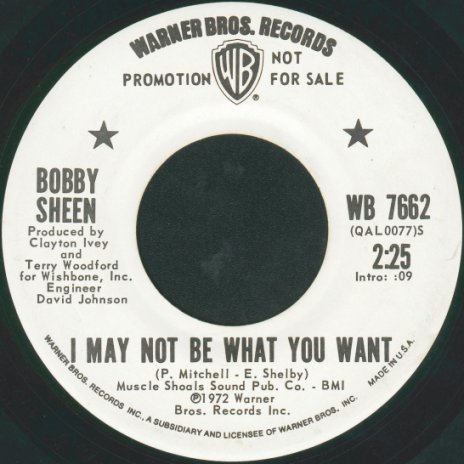 WARNER BROS. RECORDS
PROMOTION
WB
®
NOT
FOR SALE
BOBBY
SHEEN
Produced by
Clayton Ivey
and
Terry Woodford
for Wishbone, Inc.
Engineer
David Johnson
WB 7662
(QAL0077)S
2:25
Intro: :09
I MAY NOT BE WHAT YOU WANT
(P. Mitchell - E. Shelby)
Muscle Shoals Sound Pub. Co. - BMI
Ⓟ1972 Warner
Bros. Records Inc.
WARNER BROS. RECORDS INC., A SUBSIDIARY AND LICENSEE OF WARNER BROS. INC.
MADE IN U.S.A.